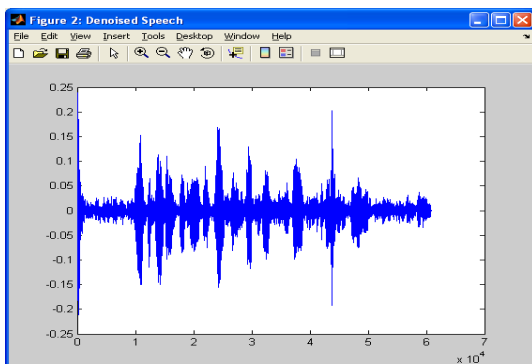 Figure 2: Denoised Speech
File Edit View Insert Tools Desktop Window Help
0.25
0.2
0.15
0.1
0.05
0
-0.05
-0.1
-0.15
-0.2
-0.25
0 1 2 3 4 5 6 7
x 10^4